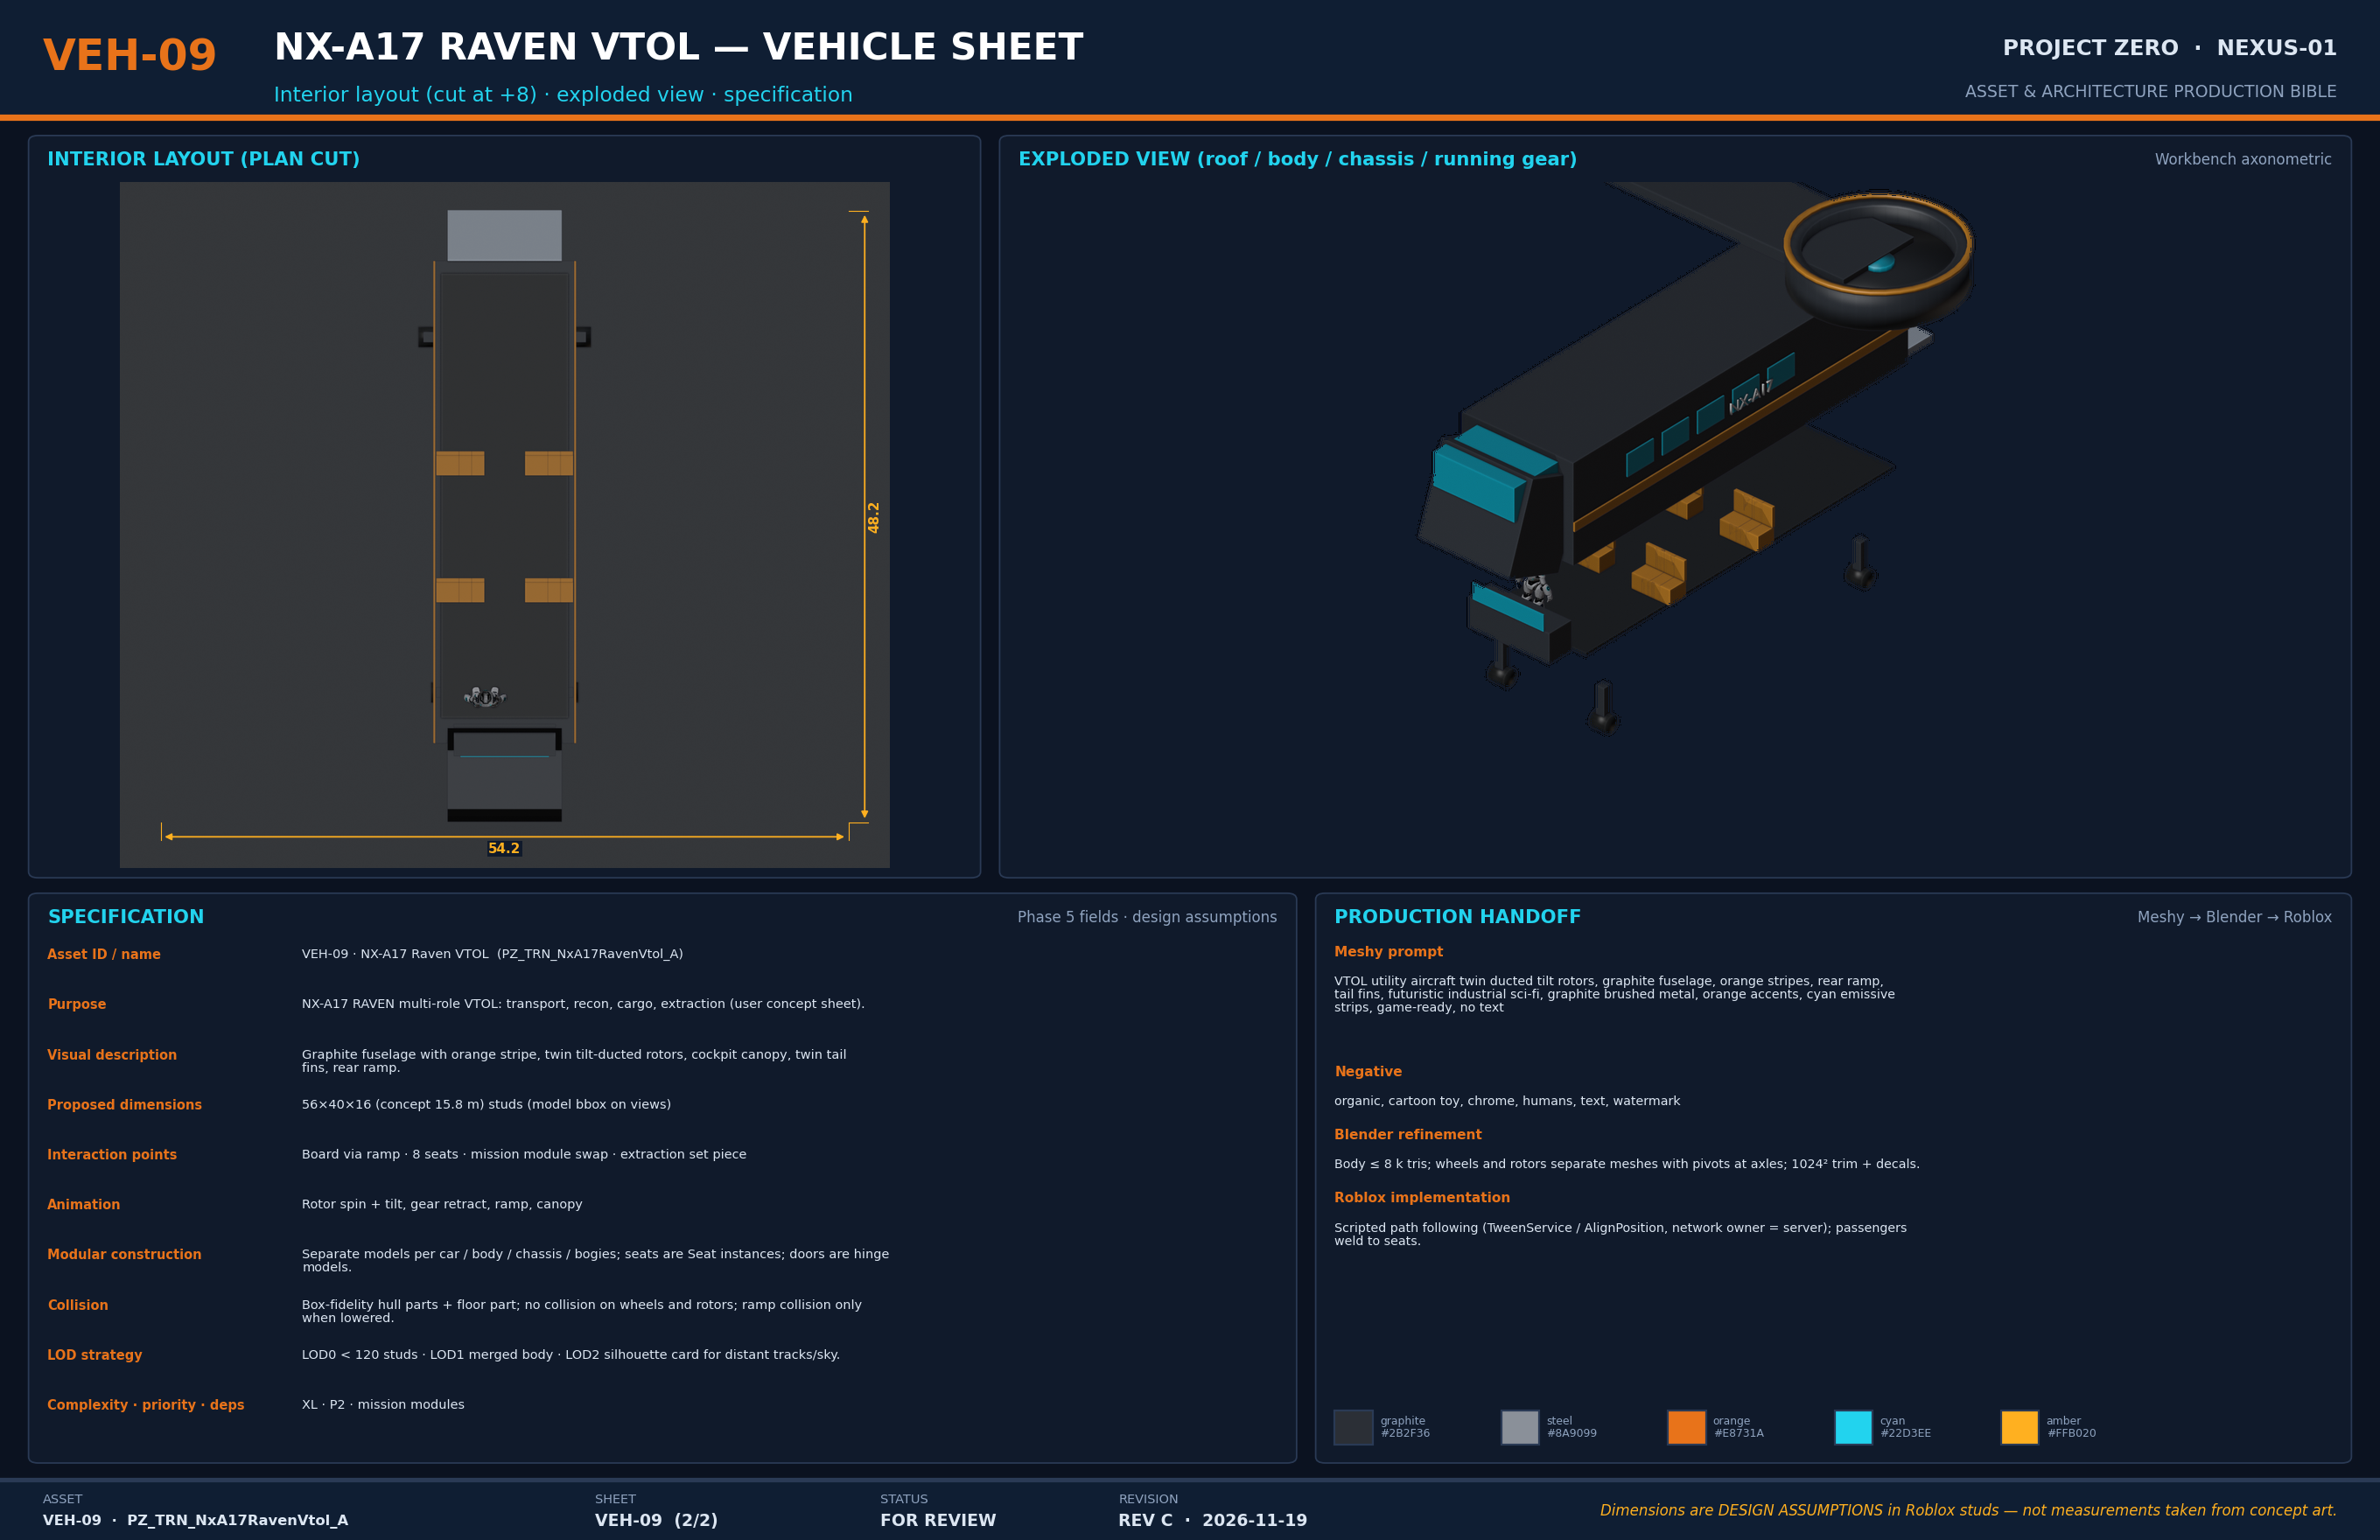 VEH-09
NX-A17 RAVEN VTOL — VEHICLE SHEET
Interior layout (cut at +8) · exploded view · specification
PROJECT ZERO · NEXUS-01
ASSET & ARCHITECTURE PRODUCTION BIBLE
INTERIOR LAYOUT (PLAN CUT)
48.2
54.2
EXPLODED VIEW (roof / body / chassis / running gear)
Workbench axonometric
NX-A17
SPECIFICATION
Phase 5 fields · design assumptions
Asset ID / name
VEH-09 · NX-A17 Raven VTOL (PZ_TRN_NxA17RavenVtol_A)
Purpose
NX-A17 RAVEN multi-role VTOL: transport, recon, cargo, extraction (user concept sheet).
Visual description
Graphite fuselage with orange stripe, twin tilt-ducted rotors, cockpit canopy, twin tail
fins, rear ramp.
Proposed dimensions
56×40×16 (concept 15.8 m) studs (model bbox on views)
Interaction points
Board via ramp · 8 seats · mission module swap · extraction set piece
Animation
Rotor spin + tilt, gear retract, ramp, canopy
Modular construction
Separate models per car / body / chassis / bogies; seats are Seat instances; doors are hinge
models.
Collision
Box-fidelity hull parts + floor part; no collision on wheels and rotors; ramp collision only
when lowered.
LOD strategy
LOD0 < 120 studs · LOD1 merged body · LOD2 silhouette card for distant tracks/sky.
Complexity · priority · deps
XL · P2 · mission modules
PRODUCTION HANDOFF
Meshy → Blender → Roblox
Meshy prompt
VTOL utility aircraft twin ducted tilt rotors, graphite fuselage, orange stripes, rear ramp,
tail fins, futuristic industrial sci-fi, graphite brushed metal, orange accents, cyan emissive
strips, game-ready, no text
Negative
organic, cartoon toy, chrome, humans, text, watermark
Blender refinement
Body ≤ 8 k tris; wheels and rotors separate meshes with pivots at axles; 1024² trim + decals.
Roblox implementation
Scripted path following (TweenService / AlignPosition, network owner = server); passengers
weld to seats.
graphite
#2B2F36
steel
#8A9099
orange
#E8731A
cyan
#22D3EE
amber
#FFB020
ASSET
VEH-09 · PZ_TRN_NxA17RavenVtol_A
SHEET
VEH-09 (2/2)
STATUS
FOR REVIEW
REVISION
REV C · 2026-11-19
Dimensions are DESIGN ASSUMPTIONS in Roblox studs — not measurements taken from concept art.